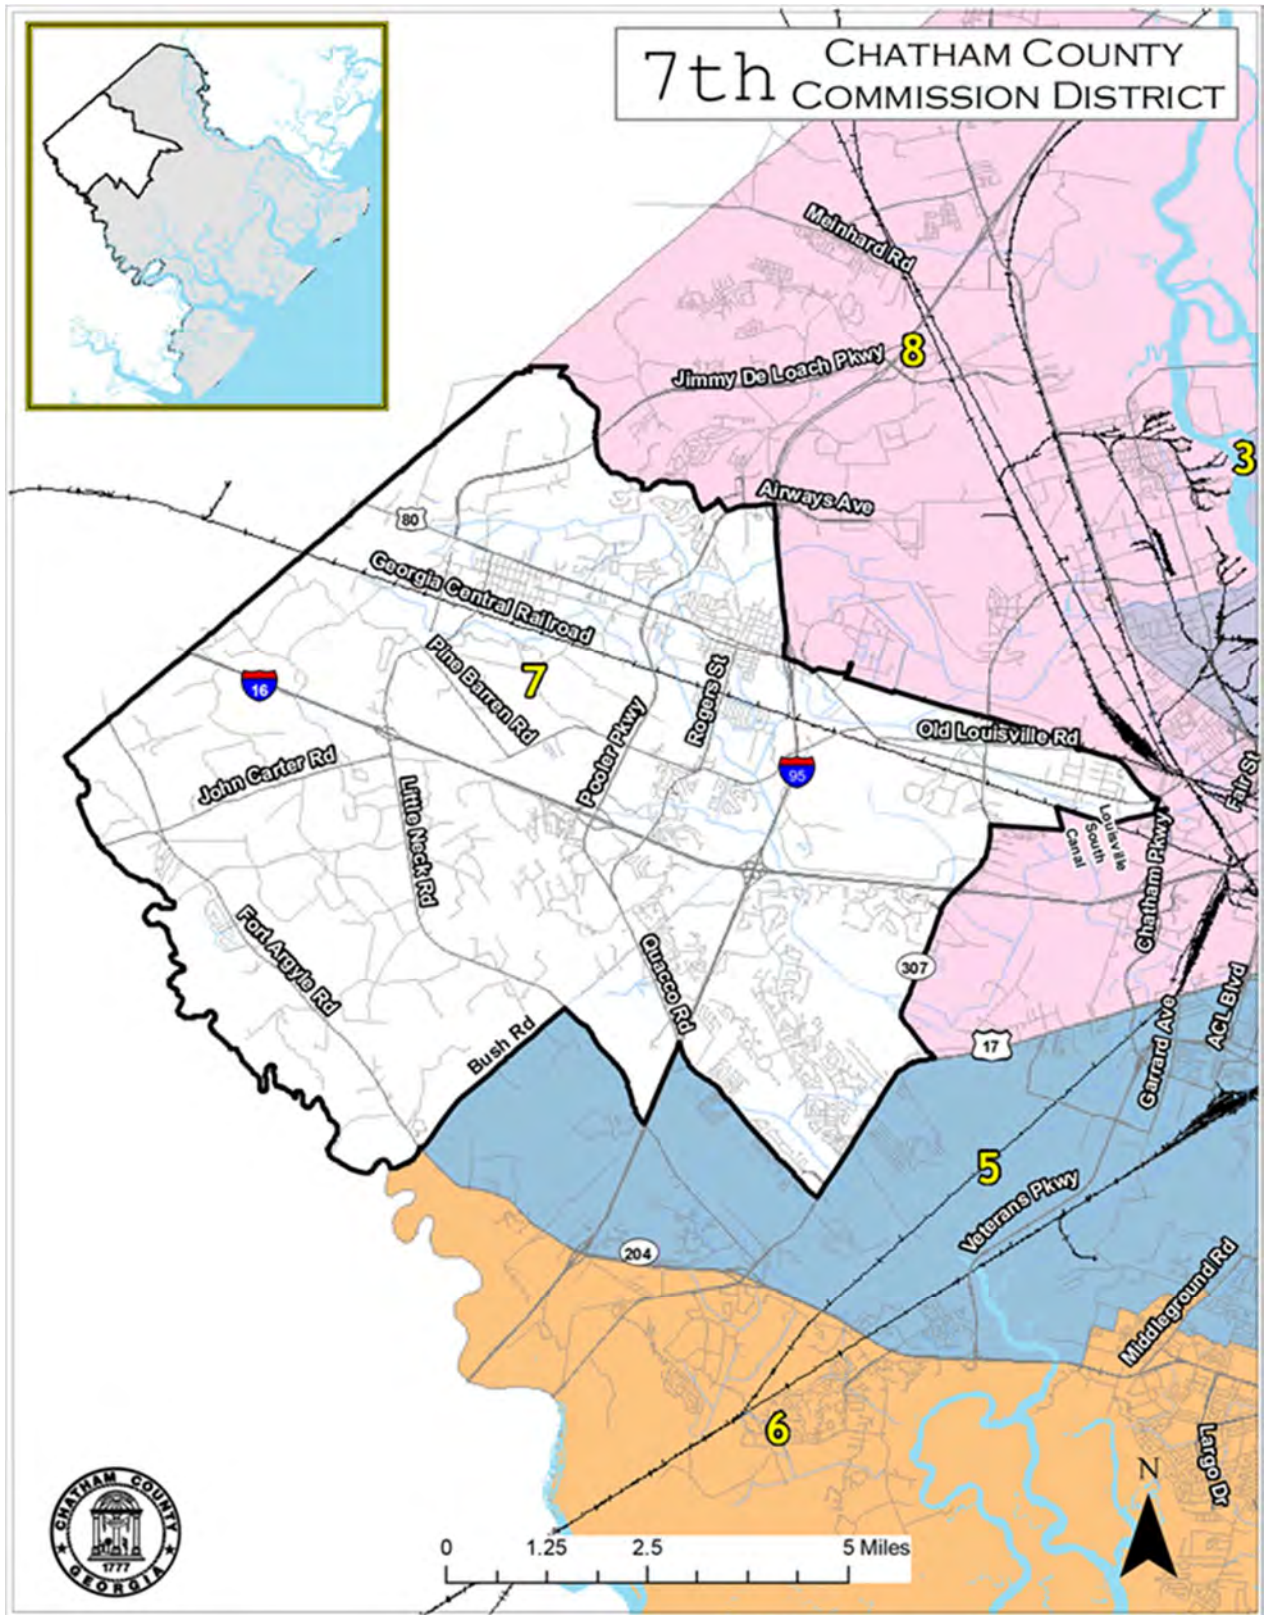 7th
CHATHAM COUNTY
COMMISSION DISTRICT
Meinhard Rd
8
Jimmy De Loach Pkwy
3
Airways Ave
80
Georgia Central Railroad
Pine Barren Rd
7
16
Rogers St
Pooler Pkwy
Old Louisville Rd
95
Fair St
John Carter Rd
Little Neck Rd
Louisville
South
Canal
Chatham Pkwy
Fort Argyle Rd
Quacco Rd
307
Bush Rd
17
Garrard Ave
ACL Blvd
5
Veterans Pkwy
204
Middleground Rd
6
Largo Dr
N
CHATHAM COUNTY
1777
GEORGIA
0 1.25 2.5 5 Miles